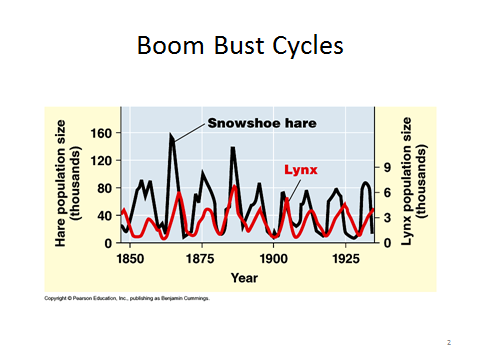 Boom Bust Cycles
Hare population size
(thousands)
160
120
80
40
0
Snowshoe hare
Lynx
9
6
3
0
Lynx population size
(thousands)
1850 1875 1900 1925
Year
Copyright © Pearson Education, Inc., publishing as Benjamin Cummings.
2